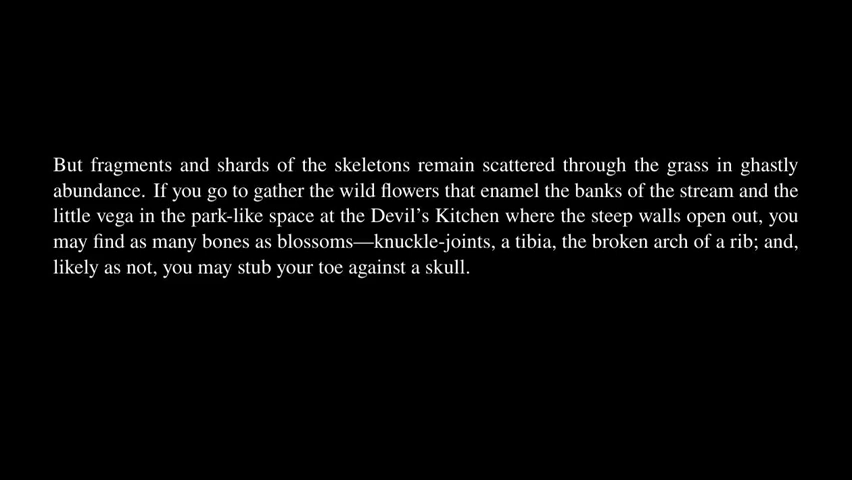 But fragments and shards of the skeletons remain scattered through the grass in ghastly
abundance. If you go to gather the wild flowers that enamel the banks of the stream and the
little vega in the park-like space at the Devil’s Kitchen where the steep walls open out, you
may find as many bones as blossoms—knuckle-joints, a tibia, the broken arch of a rib; and,
likely as not, you may stub your toe against a skull.